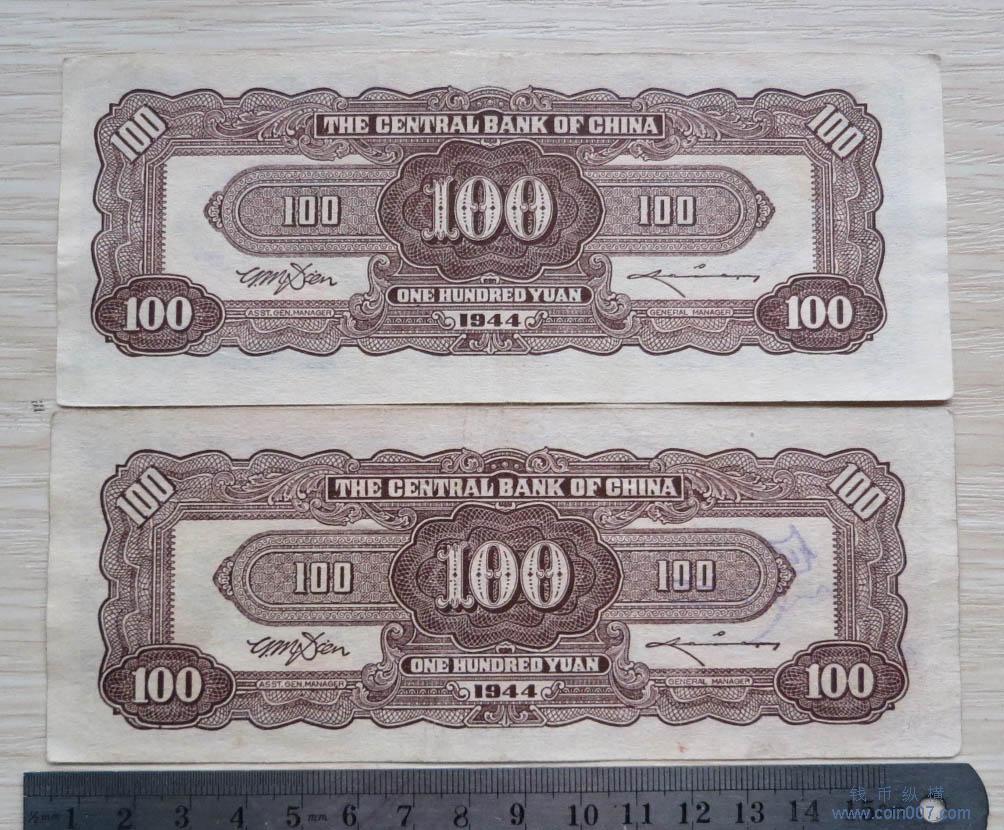 100 THE CENTRAL BANK OF CHINA 100
100 100 100
ONE HUNDRED YUAN
100 ASST. GEN. MANAGER 1944 GENERAL MANAGER 100
100 THE CENTRAL BANK OF CHINA 100
100 100 100
ONE HUNDRED YUAN
100 ASST. GEN. MANAGER 1944 GENERAL MANAGER 100
½mm 1 2 3 4 5 mm 6 7 8 9 10 11 12 13 14
钱币纵横
www.coin007.com